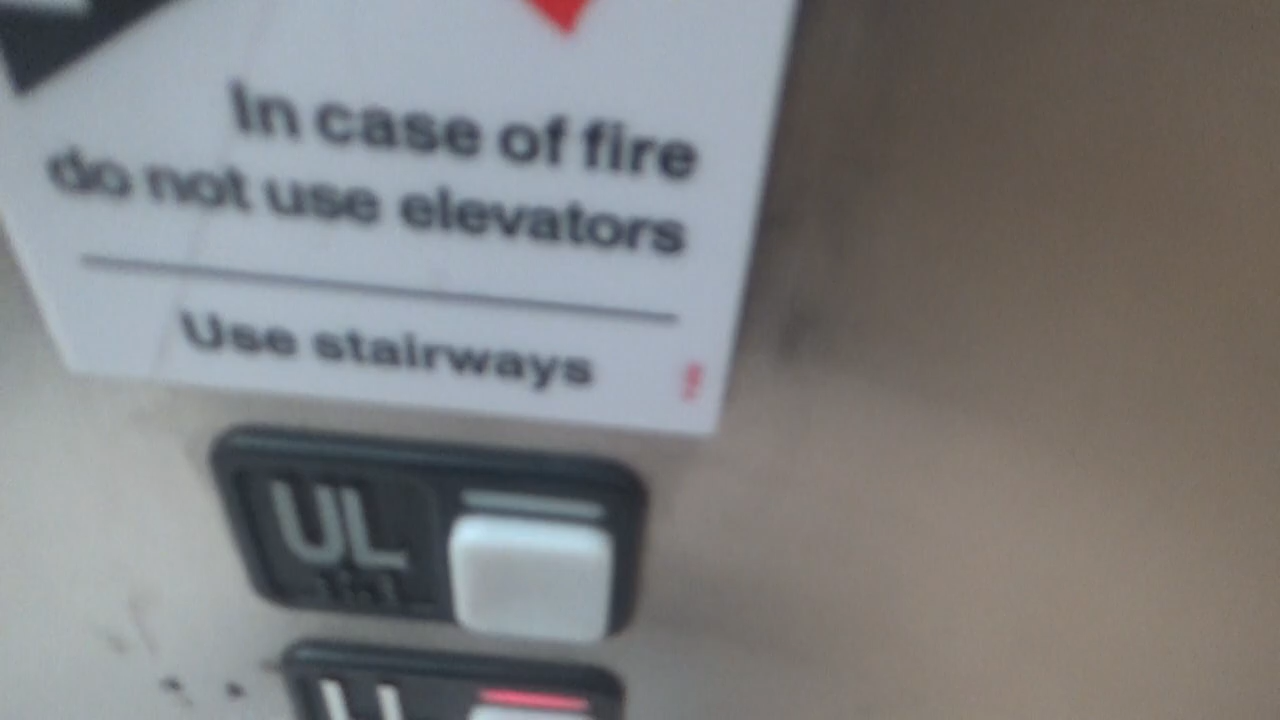 In case of fire
do not use elevators
Use stairways
UL